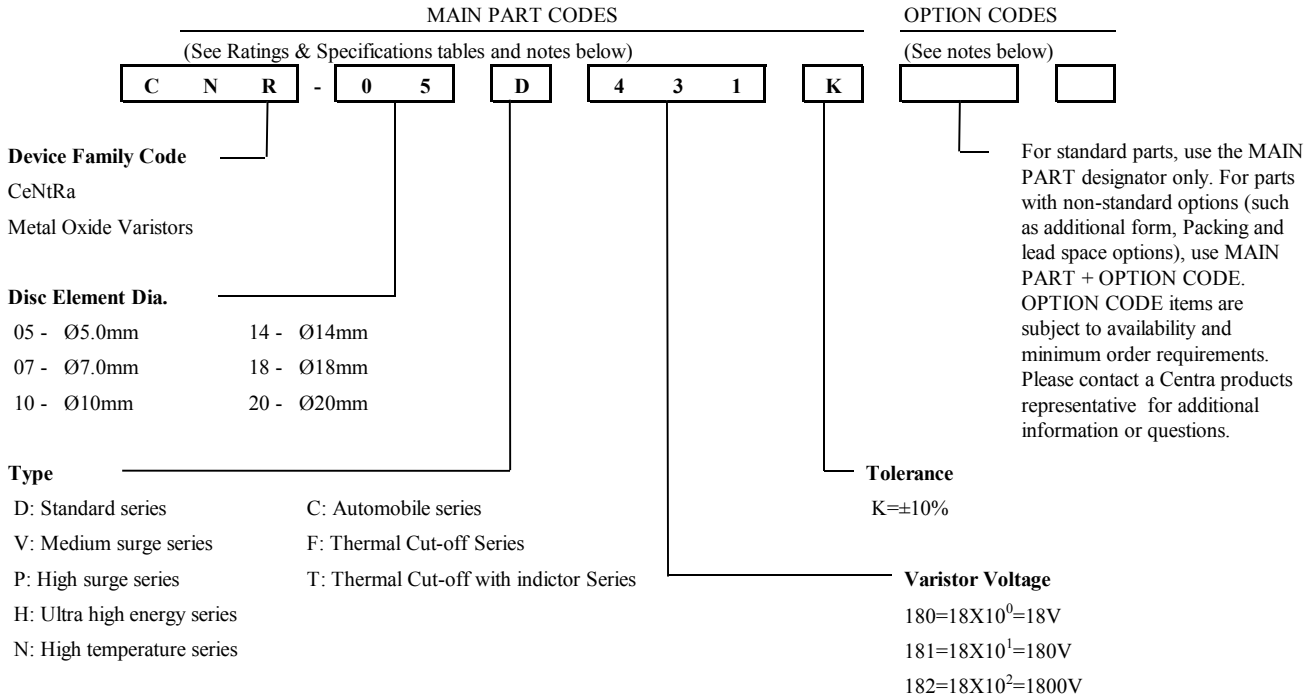 MAIN PART CODES OPTION CODES
(See Ratings & Specifications tables and notes below) (See notes below)
C N R - 0 5 D 4 3 1 K
Device Family Code
CeNtRa
Metal Oxide Varistors
Disc Element Dia.
05 - Ø5.0mm 14 - Ø14mm
07 - Ø7.0mm 18 - Ø18mm
10 - Ø10mm 20 - Ø20mm
Type
D: Standard series C: Automobile series
V: Medium surge series F: Thermal Cut-off Series
P: High surge series T: Thermal Cut-off with indictor Series
H: Ultra high energy series
N: High temperature series
For standard parts, use the MAIN
PART designator only. For parts
with non-standard options (such
as additional form, Packing and
lead space options), use MAIN
PART + OPTION CODE.
OPTION CODE items are
subject to availability and
minimum order requirements.
Please contact a Centra products
representative for additional
information or questions.
Tolerance
K=±10%
Varistor Voltage
180=18X10⁰=18V
181=18X10¹=180V
182=18X10²=1800V